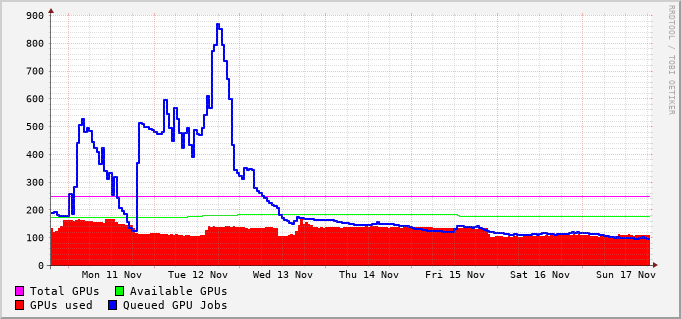 900
800
700
600
500
400
300
200
100
0
Mon 11 Nov Tue 12 Nov Wed 13 Nov Thu 14 Nov Fri 15 Nov Sat 16 Nov Sun 17 Nov
Total GPUs Available GPUs
GPUs used Queued GPU Jobs
RRDTOOL / TOBI OETIKER